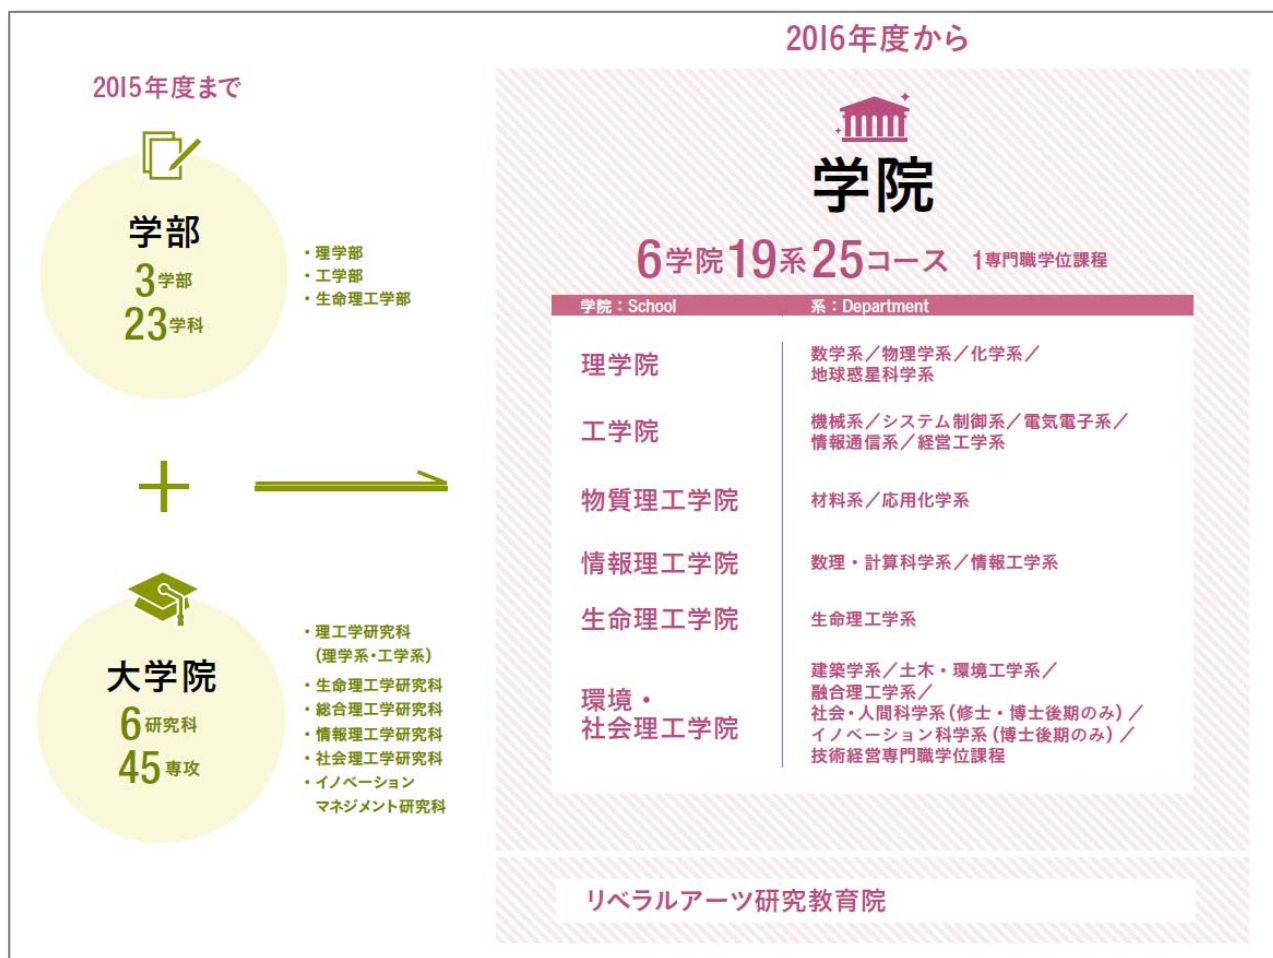 2015年度まで
学部
3学部
23学科
・理学部
・工学部
・生命理工学部
+
大学院
6研究科
45専攻
・理工学研究科
(理学系・工学系)
・生命理工学研究科
・総合理工学研究科
・情報理工学研究科
・社会理工学研究科
・イノベーション
マネジメント研究科
2016年度から
学院
6学院19系25コース 1専門職学位課程
学院：School 系：Department
理学院
数学系／物理学系／化学系／
地球惑星科学系
工学院
機械系／システム制御系／電気電子系／
情報通信系／経営工学系
物質理工学院
材料系／応用化学系
情報理工学院
数理・計算科学系／情報工学系
生命理工学院
生命理工学系
環境・
社会理工学院
建築学系／土木・環境工学系／
融合理工学系／
社会・人間科学系(修士・博士後期のみ)／
イノベーション科学系(博士後期のみ)／
技術経営専門職学位課程
リベラルアーツ研究教育院